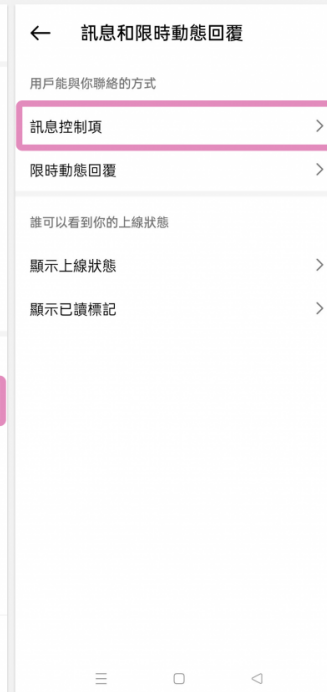 訊息和限時動態回覆
用戶能與你聯絡的方式
訊息控制項
限時動態回覆
誰可以看到你的上線狀態
顯示上線狀態
顯示已讀標記